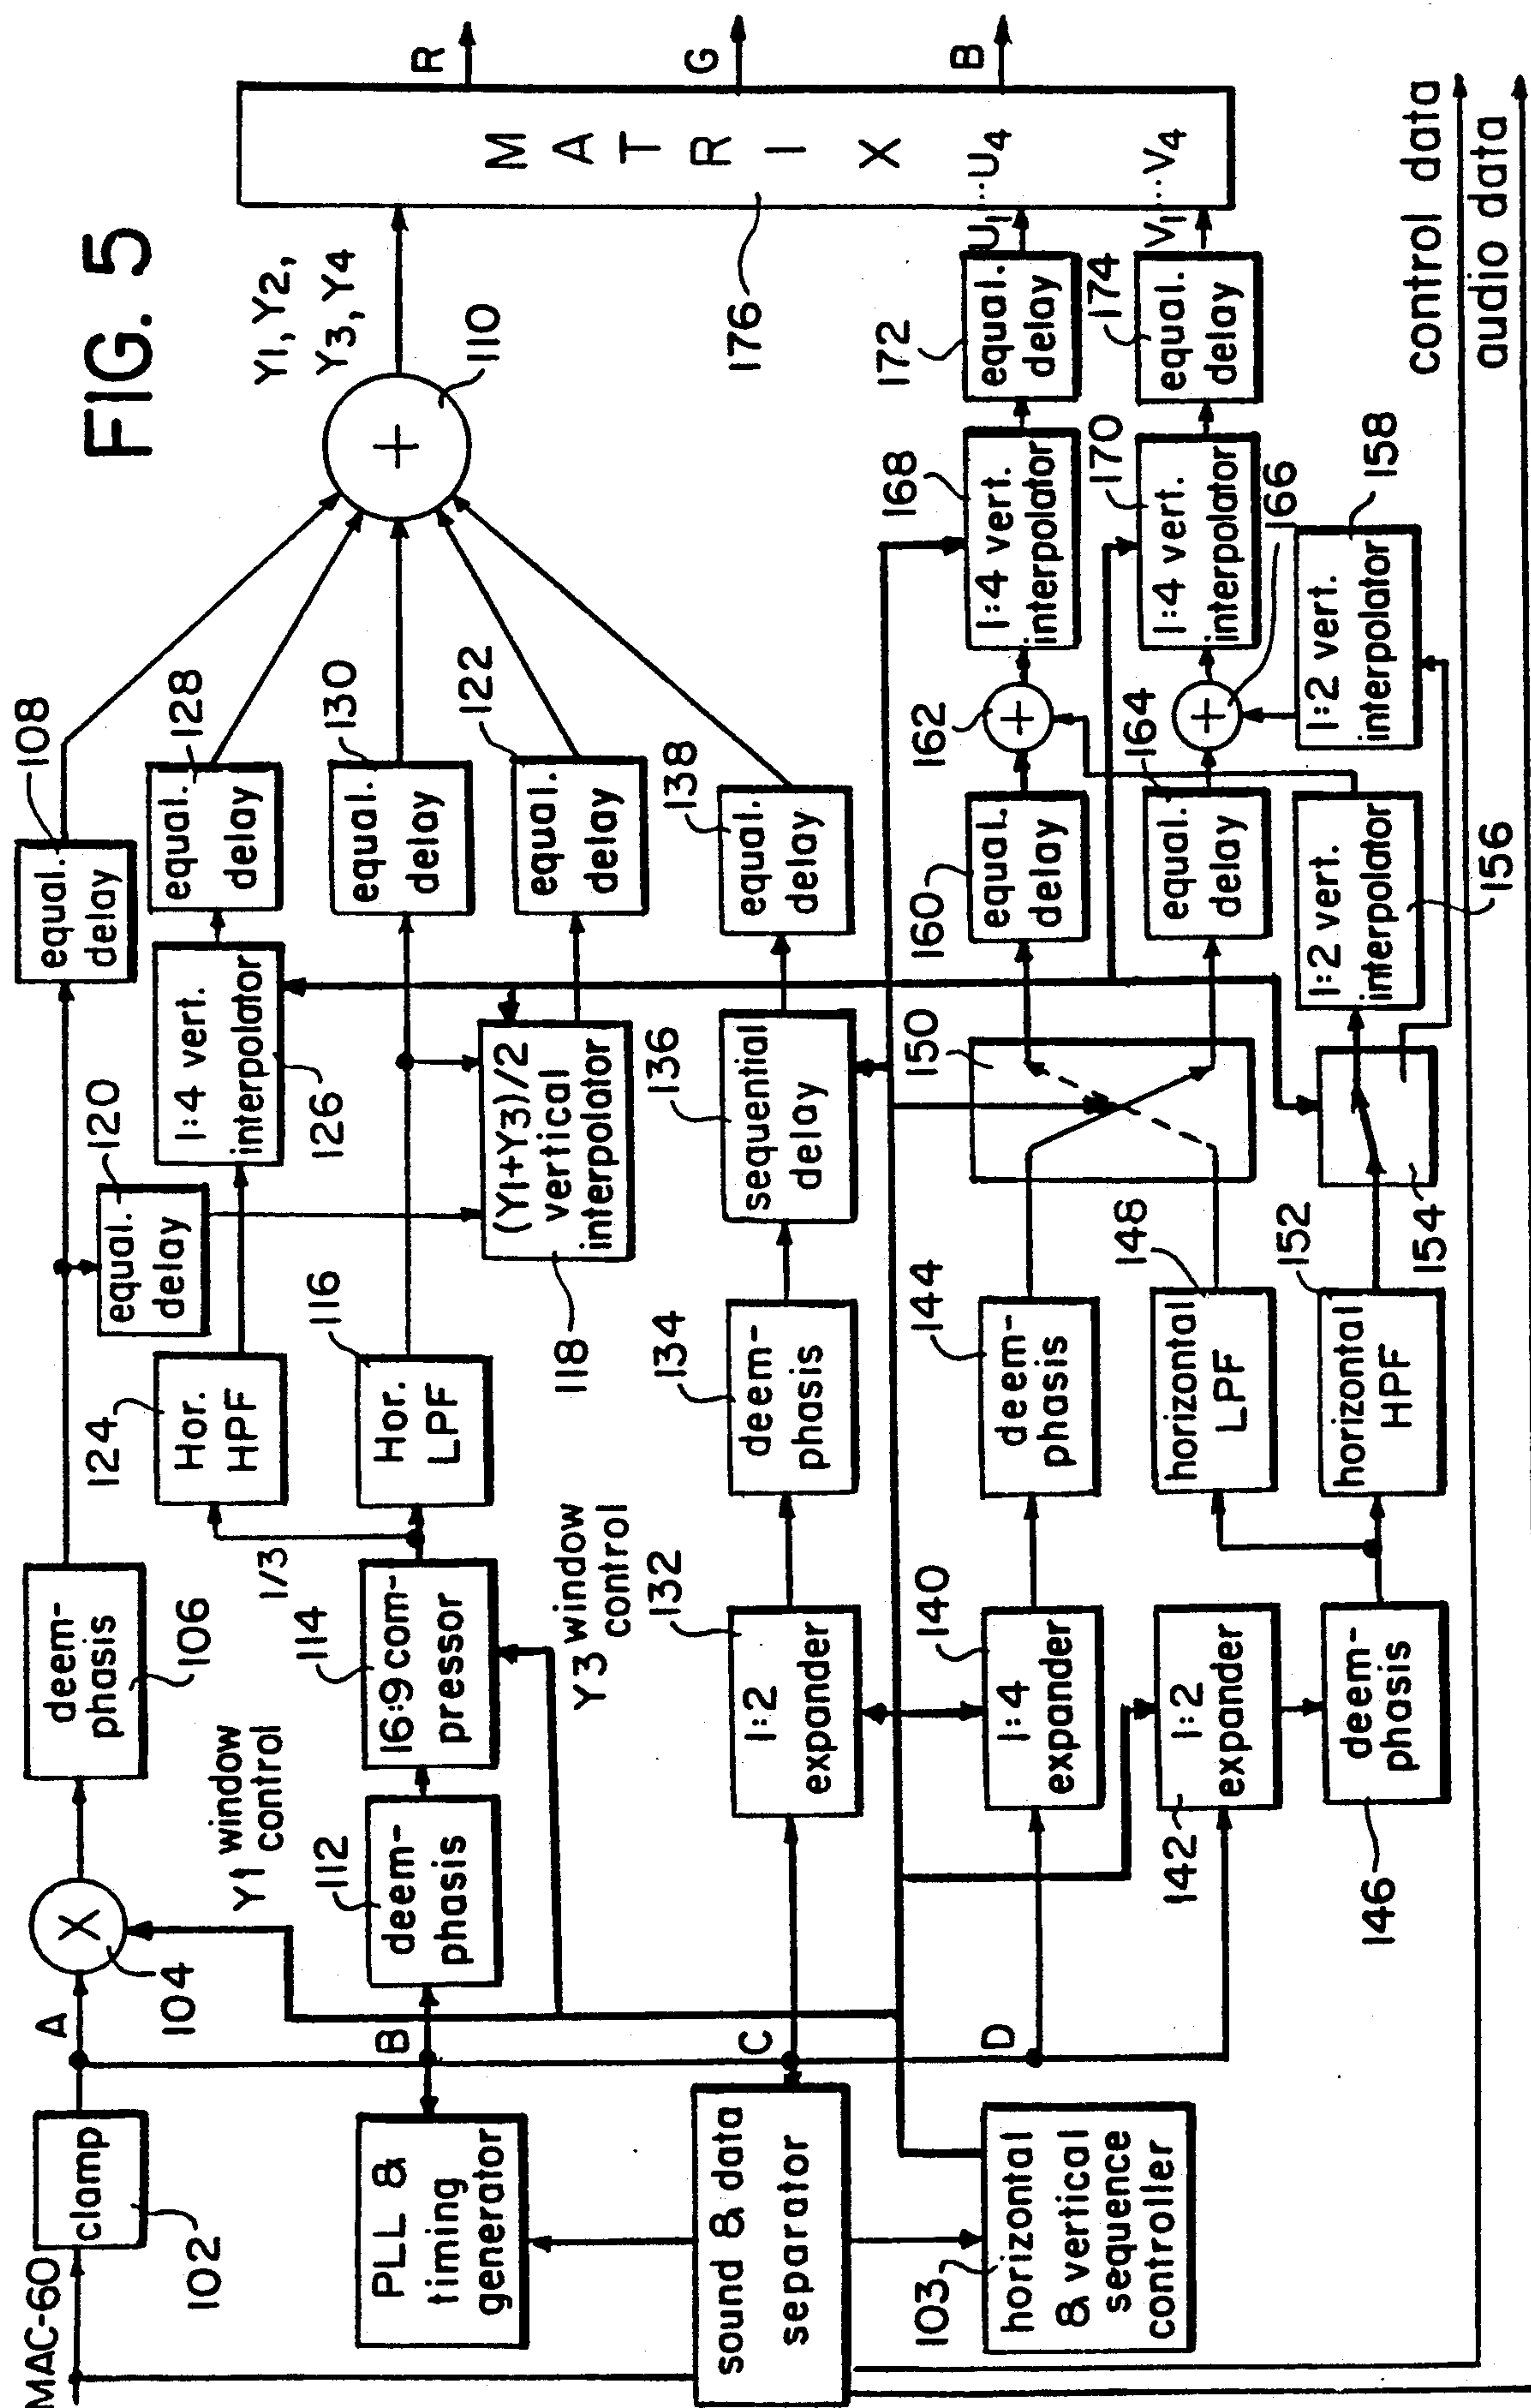 FIG. 5
MAC-60
clamp
102
A
104
X
Y1 window
control
deem-
phasis
106
equal.
delay
108
120
equal.
delay
124
Hor.
HPF
1/3
1:4 vert.
interpolator
126
equal.
delay
128
PLL &
timing
generator
B
112
deem-
phasis
114
16:9 com-
pressor
Y3 window
control
116
Hor.
LPF
(Y1+Y3)/2
vertical
interpolator
118
equal.
delay
130
equal.
delay
122
+
110
Y1, Y2,
Y3, Y4
sound & data
separator
C
132
1:2
expander
134
deem-
phasis
136
sequential
delay
138
equal.
delay
103
horizontal
& vertical
sequence
controller
D
140
1:4
expander
144
deem-
phasis
150
160
equal.
delay
162
+
168
1:4 vert.
interpolator
172
equal.
delay
U1...U4
142
1:2
expander
146
deem-
phasis
148
horizontal
LPF
152
horizontal
HPF
154
164
equal.
delay
166
+
170
1:4 vert.
interpolator
174
equal.
delay
V1...V4
1:2 vert.
interpolator
156
1:2 vert.
interpolator
158
MATRIX
176
R
G
B
control data
audio data